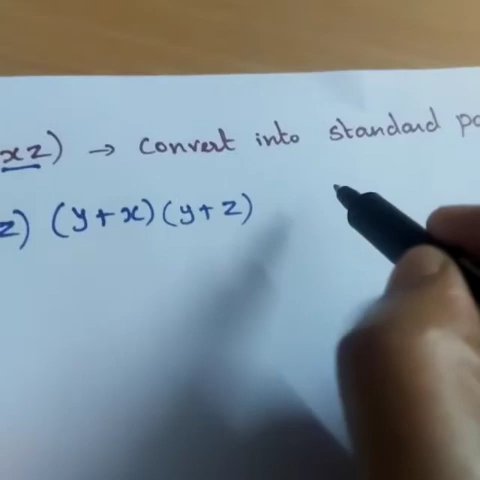 xz) → Convert into standard po
z) (y+x)(y+z)